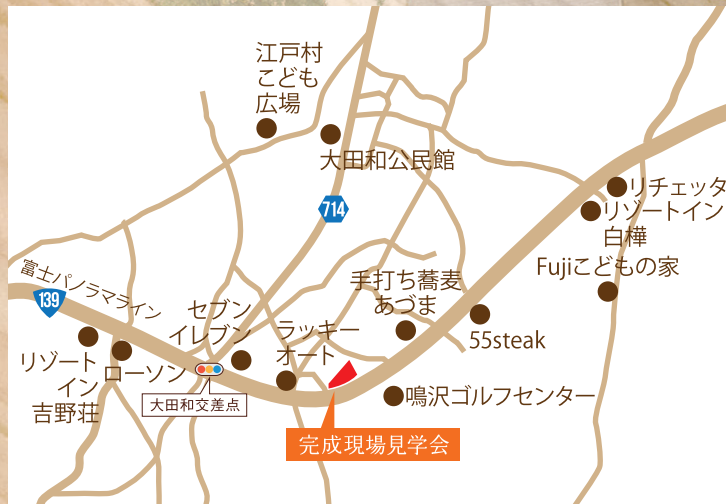 江戸村
こども
広場
大田和公民館
714
リチェッタ
リゾートイン
白樺
Fujiこどもの家
富士パノラマライン
139
手打ち蕎麦
あづま
セブン
イレブン
ラッキー
オート
55steak
リゾート
イン
吉野荘
ローソン
大田和交差点
鳴沢ゴルフセンター
完成現場見学会